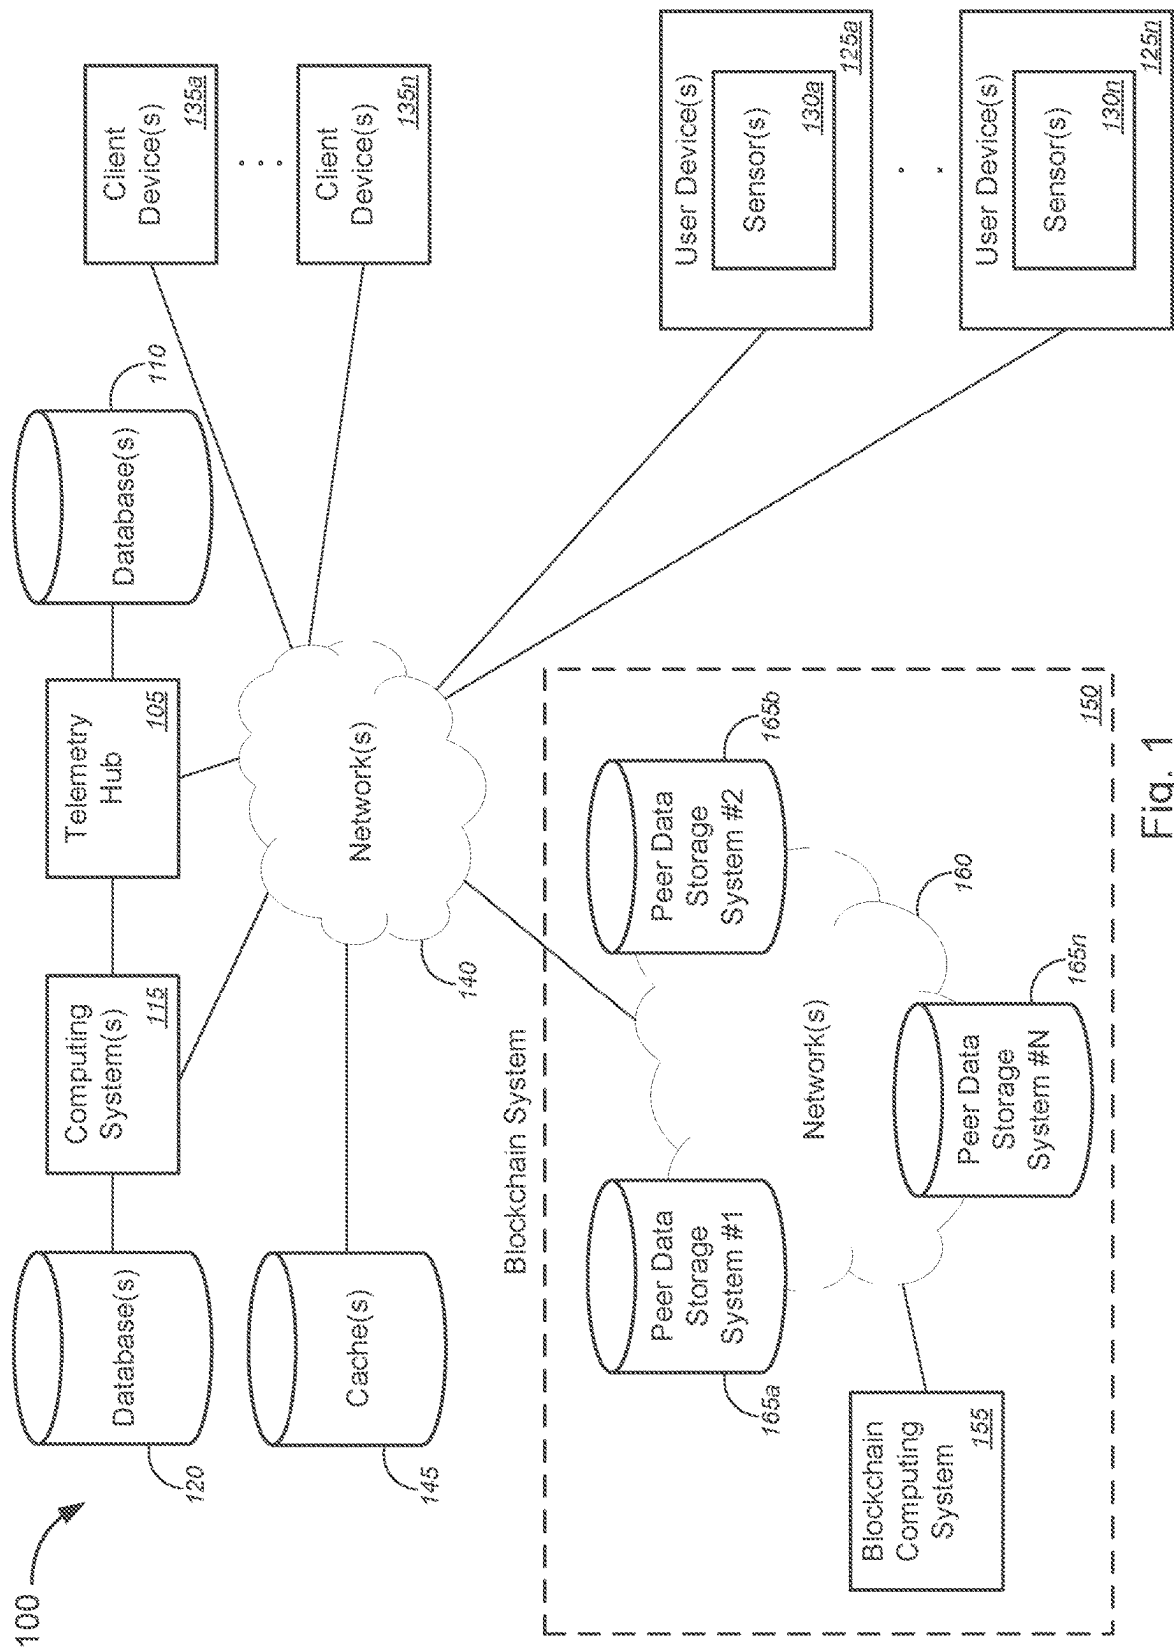 100
Database(s)
120
Computing
System(s)
115
Telemetry
Hub
105
Database(s)
110
Client
Device(s)
135a
. . .
Client
Device(s)
135n
Cache(s)
145
Network(s)
140
Blockchain System
Peer Data
Storage
System #1
165a
Peer Data
Storage
System #2
165b
Network(s)
160
Peer Data
Storage
System #N
165n
Blockchain
Computing
System
155
150
User Device(s)
125a
Sensor(s)
130a
User Device(s)
125n
Sensor(s)
130n
Fig. 1